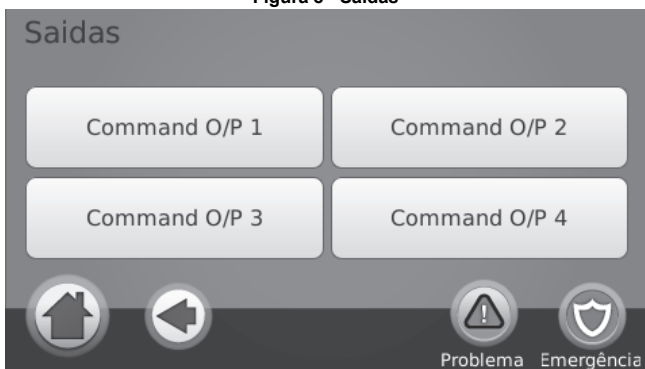 Saidas
Command O/P 1
Command O/P 2
Command O/P 3
Command O/P 4
Problema
Emergência